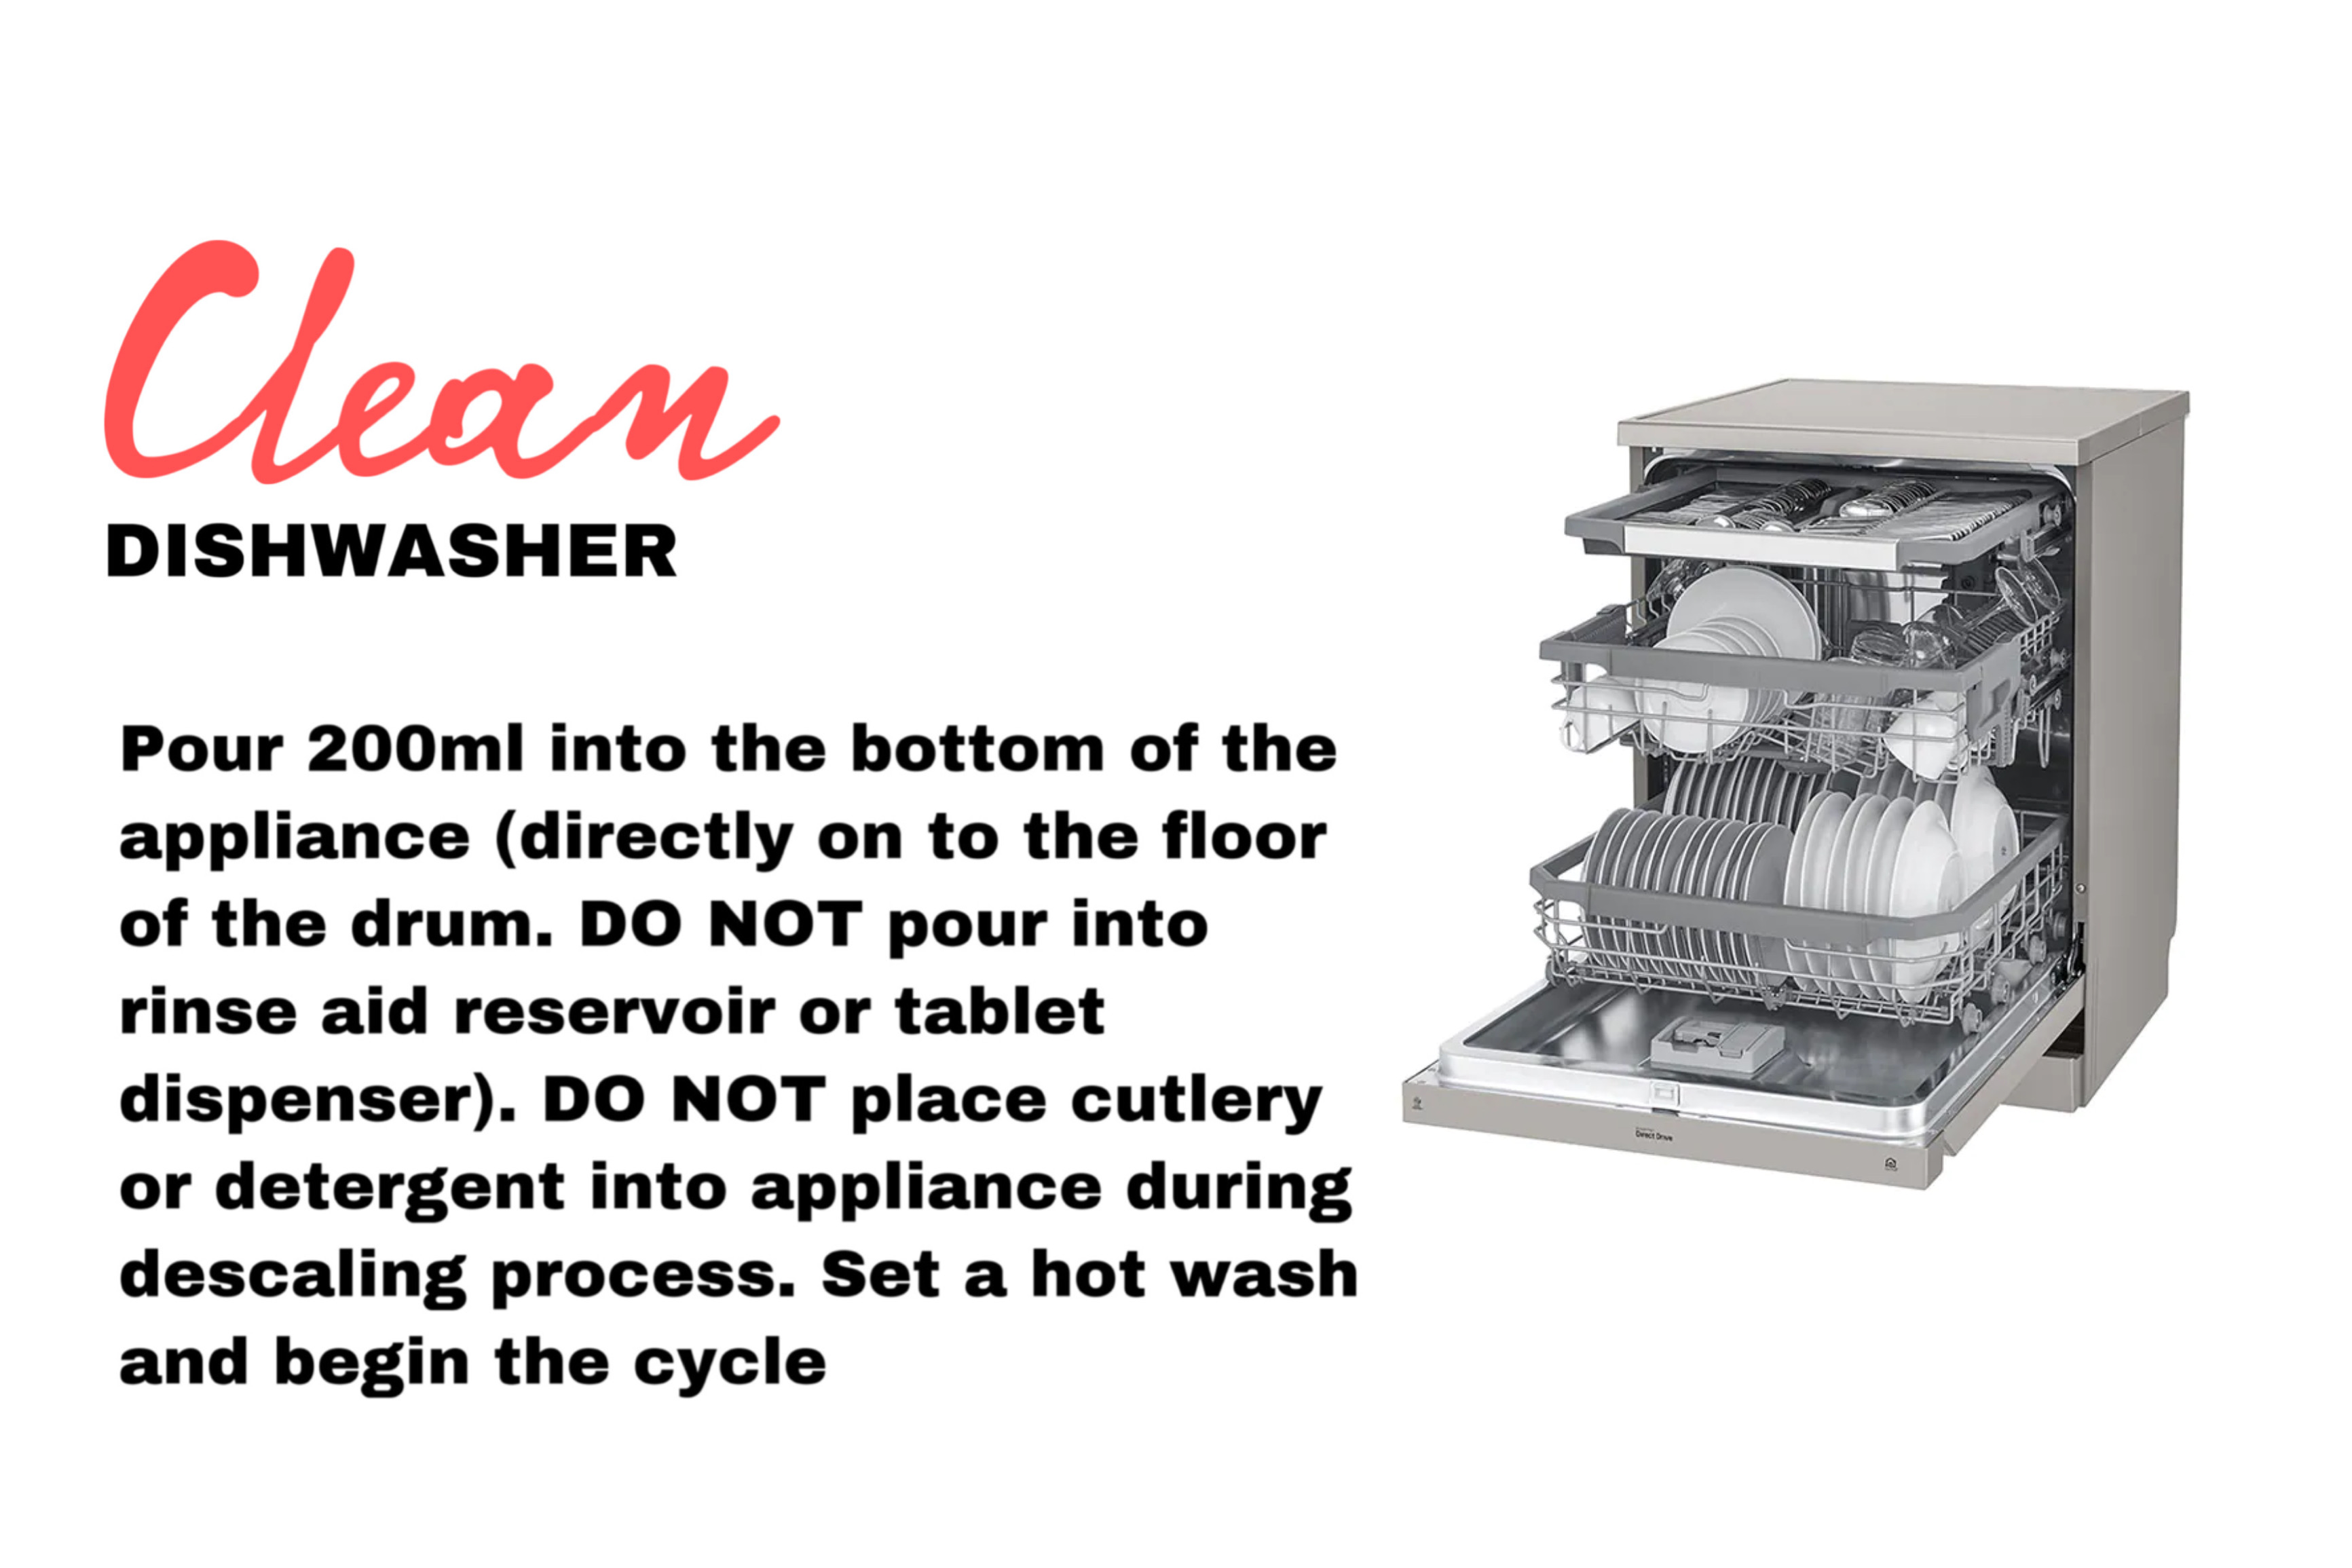 Clean
DISHWASHER
Pour 200ml into the bottom of the
appliance (directly on to the floor
of the drum. DO NOT pour into
rinse aid reservoir or tablet
dispenser). DO NOT place cutlery
or detergent into appliance during
descaling process. Set a hot wash
and begin the cycle
Direct Drive